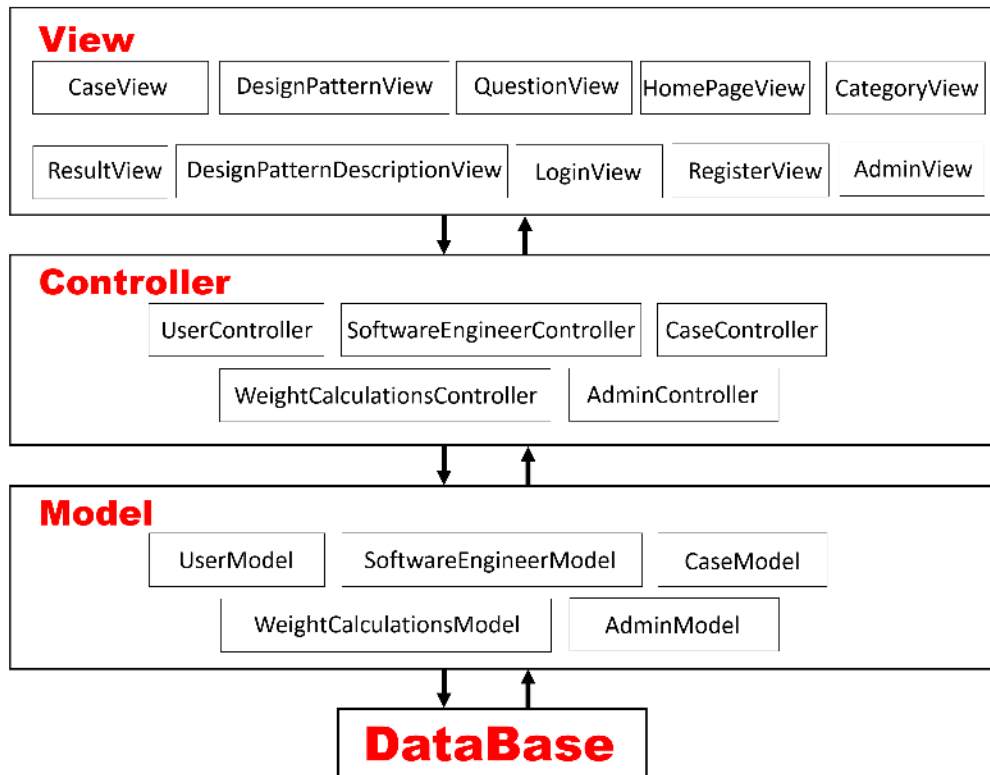 View
CaseView DesignPatternView QuestionView HomePageView CategoryView
ResultView DesignPatternDescriptionView LoginView RegisterView AdminView
Controller
UserController SoftwareEngineerController CaseController
WeightCalculationsController AdminController
Model
UserModel SoftwareEngineerModel CaseModel
WeightCalculationsModel AdminModel
DataBase